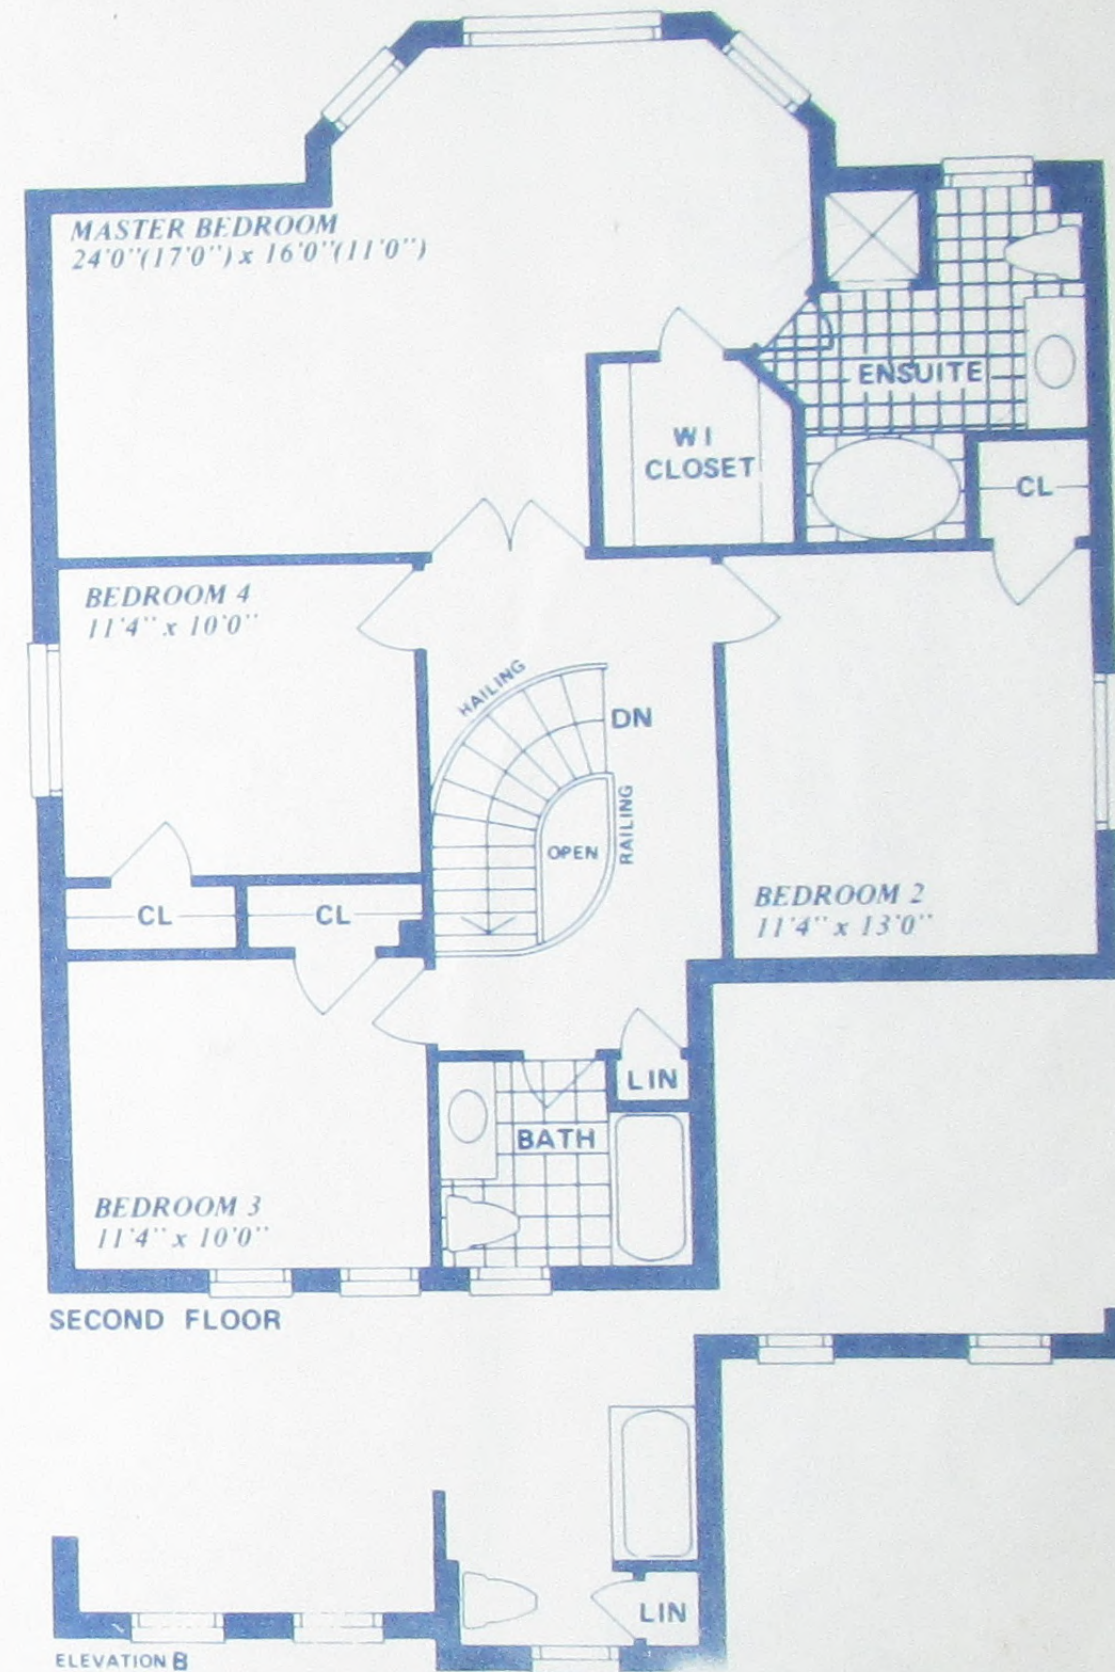 MASTER BEDROOM
24'0"(17'0") x 16'0"(11'0")
ENSUITE
WI
CLOSET
CL
BEDROOM 4
11'4" x 10'0"
HAILING
DN
RAILING
OPEN
BEDROOM 2
11'4" x 13'0"
CL
CL
LIN
BATH
BEDROOM 3
11'4" x 10'0"
SECOND FLOOR
LIN
ELEVATION B